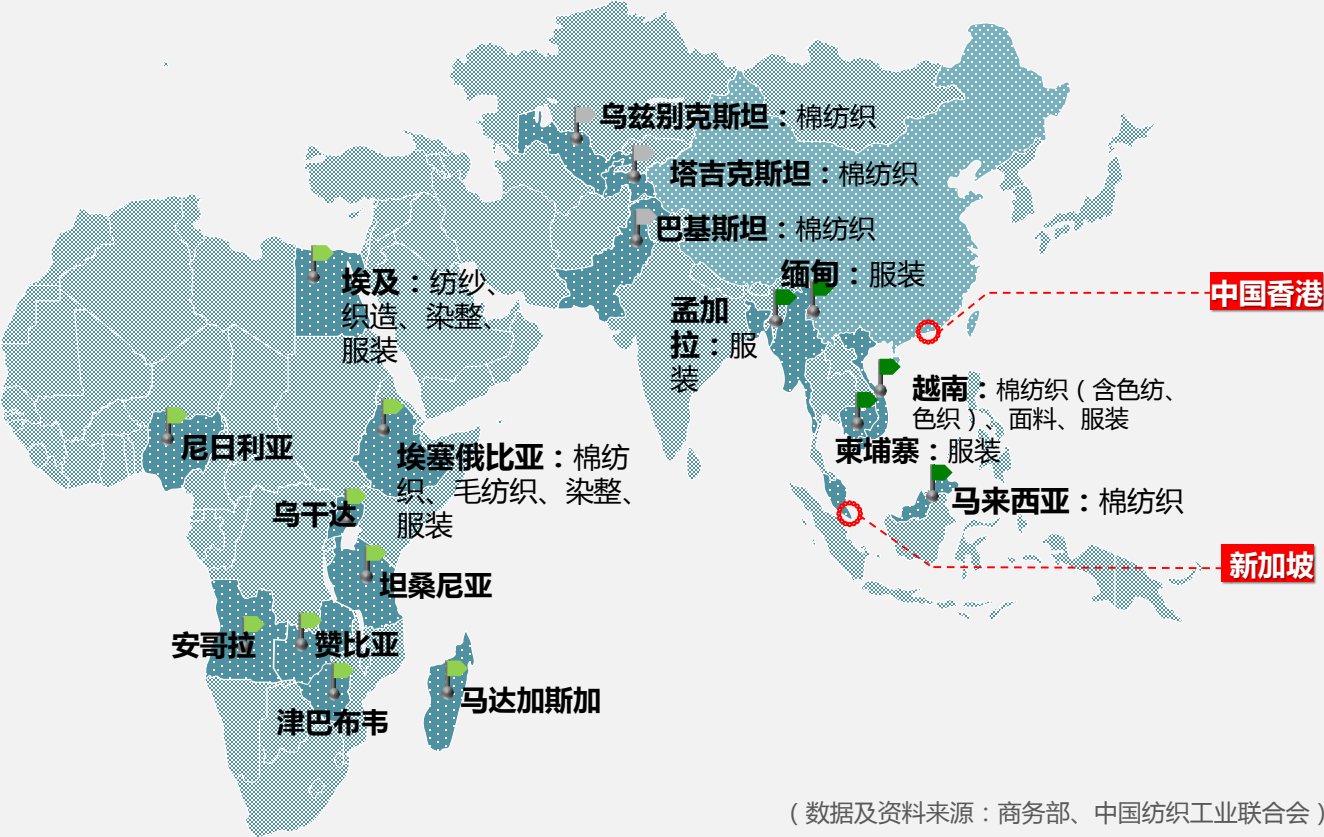 乌兹别克斯坦：棉纺织
塔吉克斯坦：棉纺织
巴基斯坦：棉纺织
缅甸：服装
埃及：纺纱、
织造、染整、
服装
孟加
拉：服
装
中国香港
越南：棉纺织（含色纺、
色织）、面料、服装
尼日利亚
埃塞俄比亚：棉纺
织、毛纺织、染整、
服装
柬埔寨：服装
马来西亚：棉纺织
乌干达
新加坡
坦桑尼亚
安哥拉
赞比亚
马达加斯加
津巴布韦
（数据及资料来源：商务部、中国纺织工业联合会）